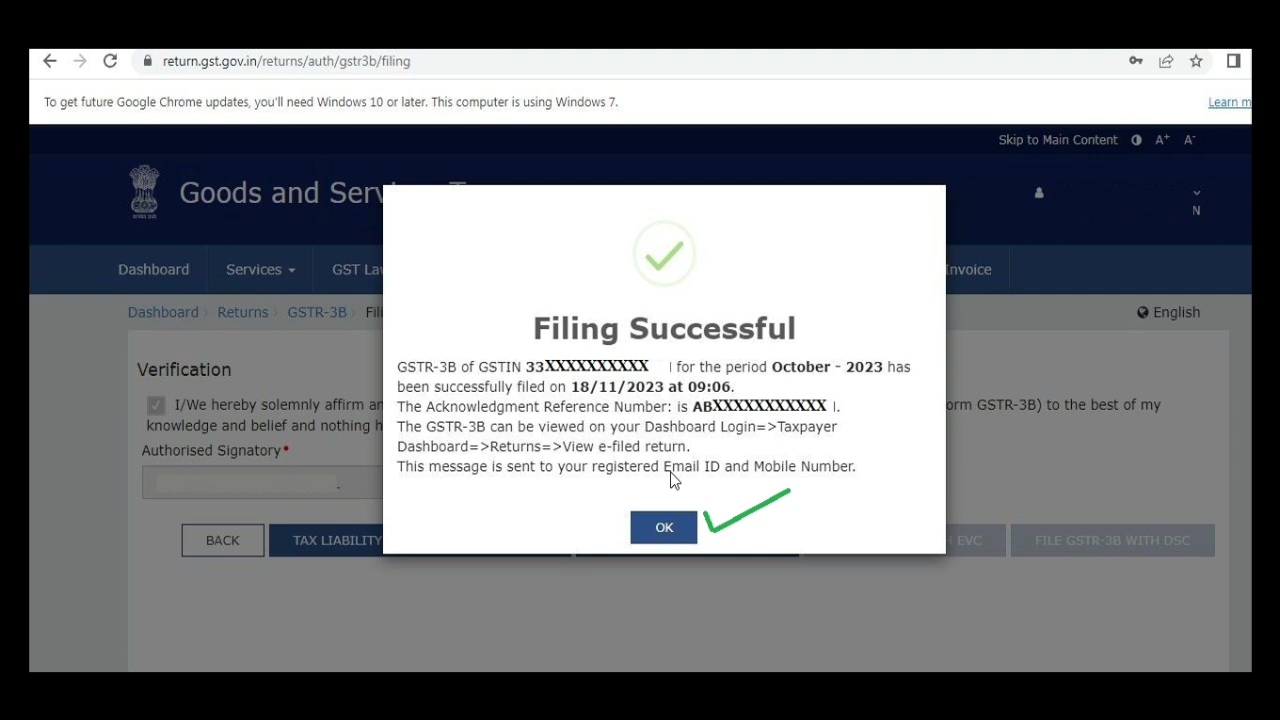 return.gst.gov.in/returns/auth/gstr3b/filing
To get future Google Chrome updates, you'll need Windows 10 or later. This computer is using Windows 7.
Learn m
Skip to Main Content A+ A-
Goods and Serv
N
Dashboard Services GST La Invoice
Dashboard Returns GSTR-3B Fili English
Verification
I/We hereby solemnly affirm an orm GSTR-3B) to the best of my
knowledge and belief and nothing h
Authorised Signatory•
Filing Successful
GSTR-3B of GSTIN 33XXXXXXXXXX for the period October - 2023 has
been successfully filed on 18/11/2023 at 09:06.
The Acknowledgment Reference Number: is ABXXXXXXXXXXX .
The GSTR-3B can be viewed on your Dashboard Login=>Taxpayer
Dashboard=>Returns=>View e-filed return.
This message is sent to your registered Email ID and Mobile Number.
OK
BACK TAX LIABILITY EVC FILE GSTR-3B WITH DSC